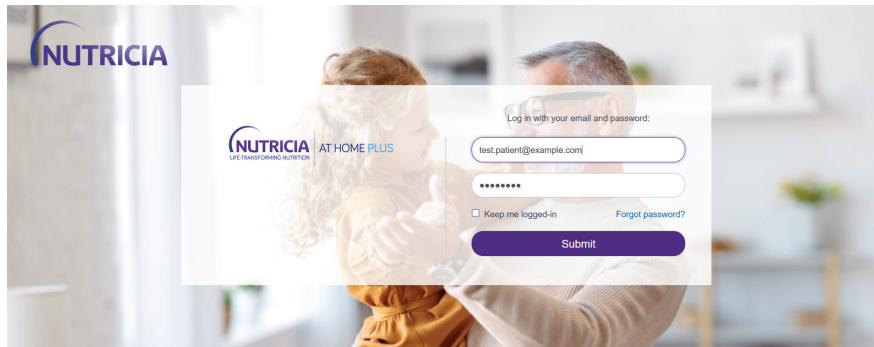 NUTRICIA
NUTRICIA
LIFE-TRANSFORMING NUTRITION
AT HOME PLUS
Log in with your email and password:
test.patient@example.com
••••••••
Keep me logged-in
Forgot password?
Submit